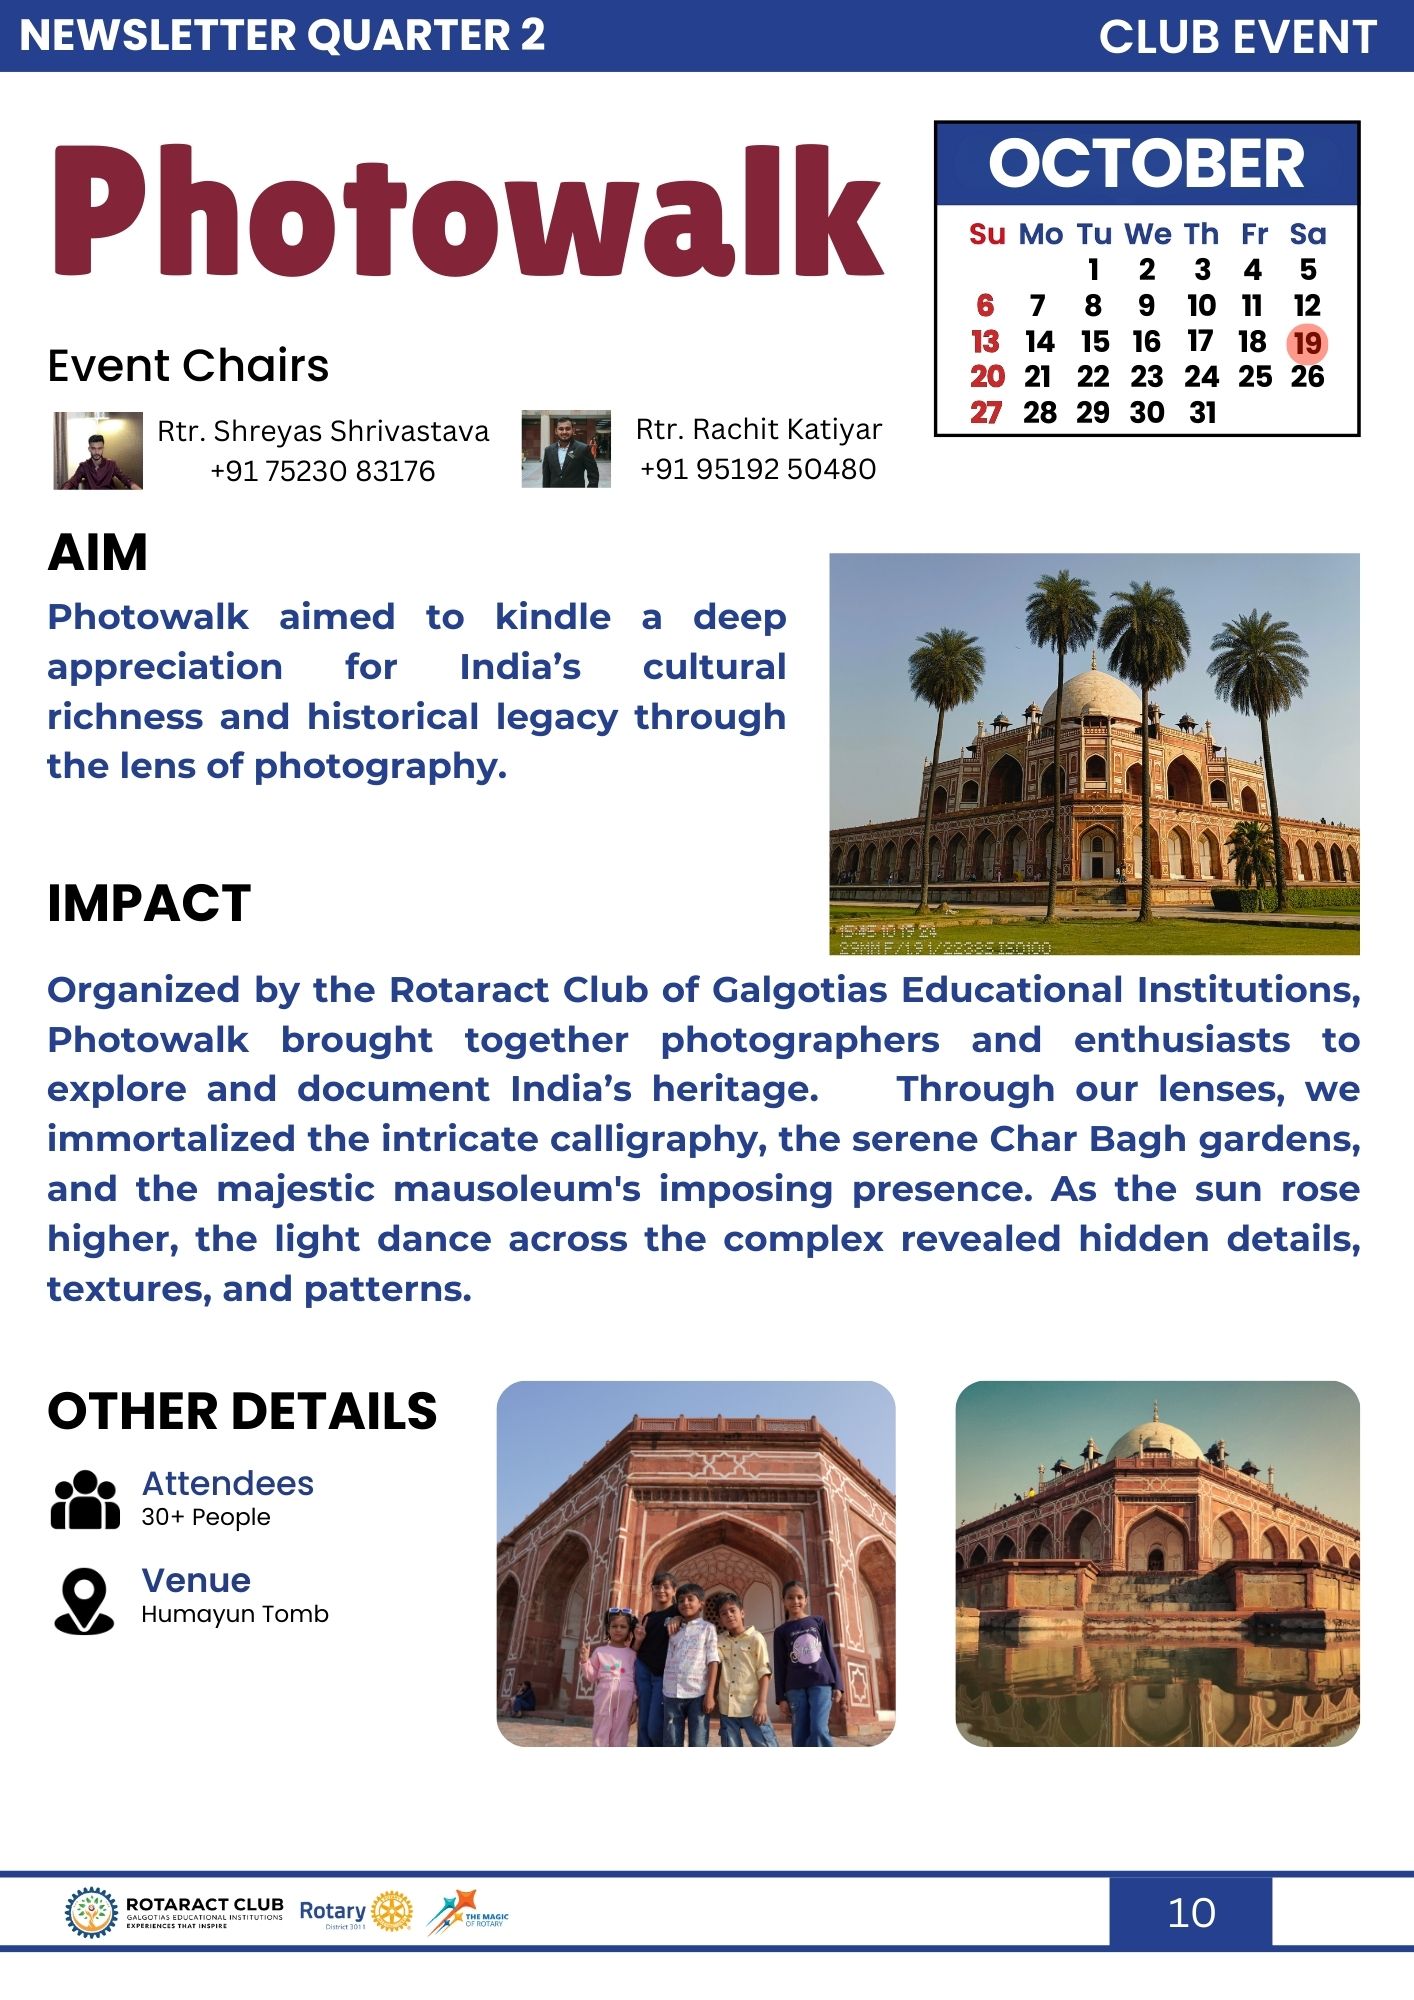 NEWSLETTER QUARTER 2
CLUB EVENT
Photowalk
OCTOBER
Su Mo Tu We Th Fr Sa
1 2 3 4 5
6 7 8 9 10 11 12
13 14 15 16 17 18 19
20 21 22 23 24 25 26
27 28 29 30 31
Event Chairs
Rtr. Shreyas Shrivastava
+91 75230 83176
Rtr. Rachit Katiyar
+91 95192 50480
AIM
Photowalk aimed to kindle a deep
appreciation for India’s cultural
richness and historical legacy through
the lens of photography.
15:45 10 19 24
29MM F/1.9 1/2238S ISO100
IMPACT
Organized by the Rotaract Club of Galgotias Educational Institutions,
Photowalk brought together photographers and enthusiasts to
explore and document India’s heritage. Through our lenses, we
immortalized the intricate calligraphy, the serene Char Bagh gardens,
and the majestic mausoleum's imposing presence. As the sun rose
higher, the light dance across the complex revealed hidden details,
textures, and patterns.
OTHER DETAILS
Attendees
30+ People
Venue
Humayun Tomb
ROTARACT CLUB
GALGOTIAS EDUCATIONAL INSTITUTIONS
EXPERIENCES THAT INSPIRE
Rotary
District 3011
THE MAGIC
OF ROTARY
10